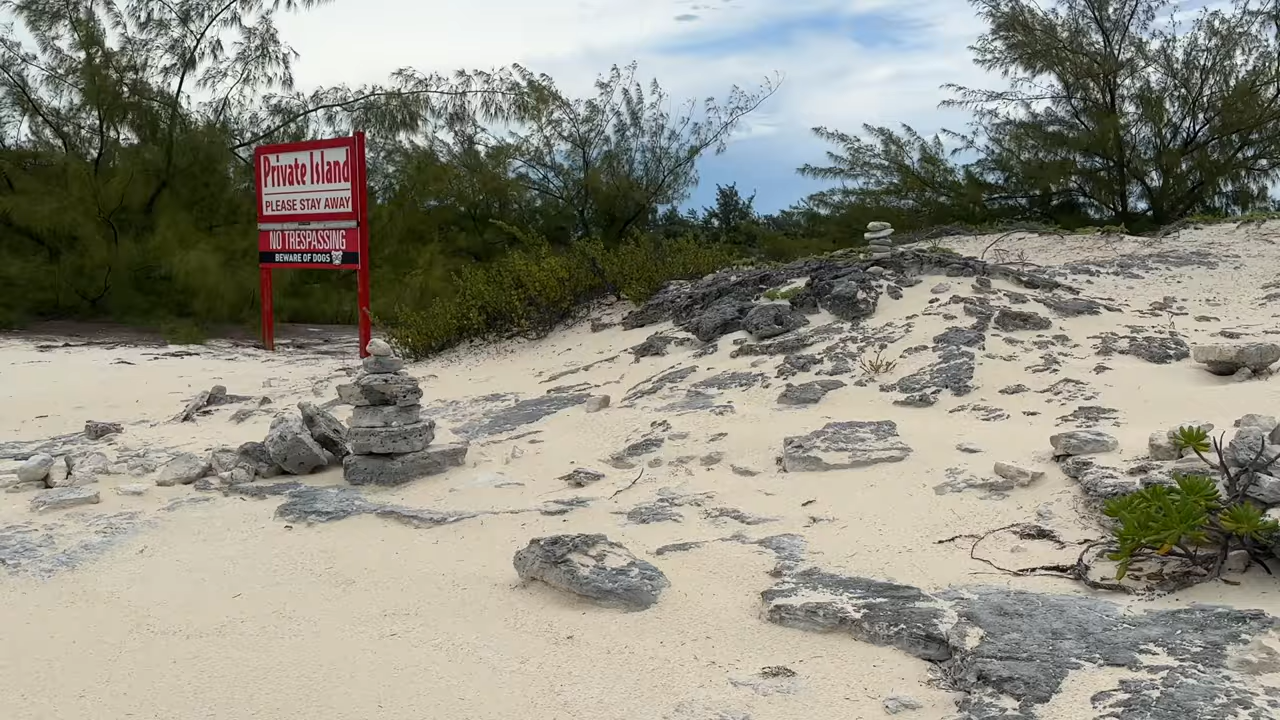 Private Island
PLEASE STAY AWAY
NO TRESPASSING
BEWARE OF DOGS